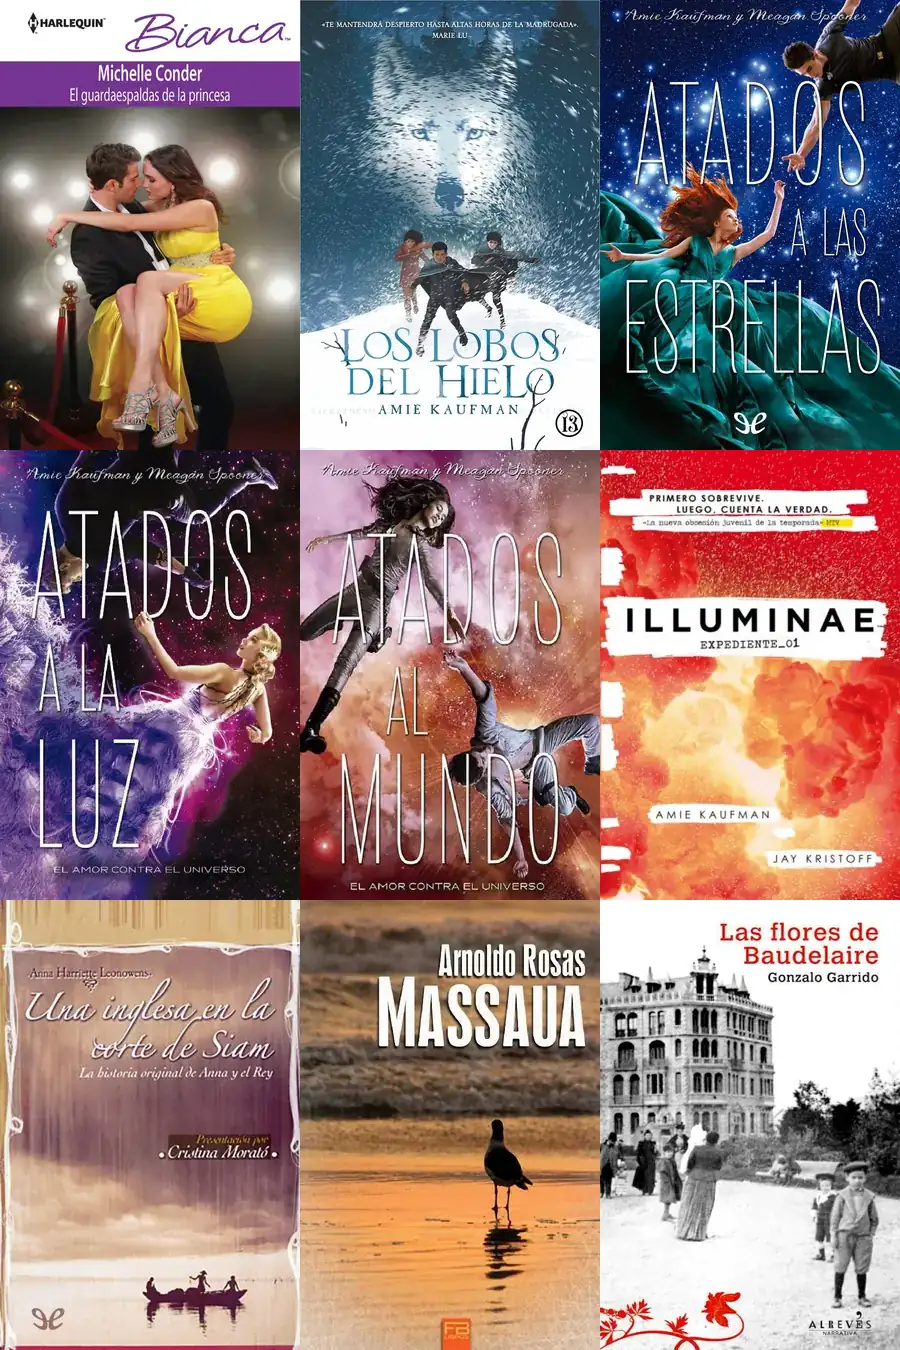 HARLEQUIN™
Bianca™
Michelle Conder
El guardaespaldas de la princesa
«TE MANTENDRÁ DESPIERTO HASTA ALTAS HORAS DE LA MADRUGADA».
MARIE LU
LOS LOBOS
DEL HIELO
AMIE KAUFMAN
13
Amie Kaufman y Meagan Spooner
ATADOS
A LAS
ESTRELLAS
Amie Kaufman y Meagan Spooner
ATADOS
A LA
LUZ
EL AMOR CONTRA EL UNIVERSO
Amie Kaufman y Meagan Spooner
ATADOS
AL
MUNDO
EL AMOR CONTRA EL UNIVERSO
PRIMERO SOBREVIVE.
LUEGO, CUENTA LA VERDAD.
«La nueva obsesión juvenil de la temporada» MTV
ILLUMINAE
EXPEDIENTE_01
AMIE KAUFMAN
JAY KRISTOFF
Anna Harriette Leonowens
Una inglesa en la
corte de Siam
La historia original de Anna y el Rey
Presentación por
Cristina Morató
Arnoldo Rosas
MASSAUA
FB
Las flores de
Baudelaire
Gonzalo Garrido
ALREVÉS
NARRATIVA